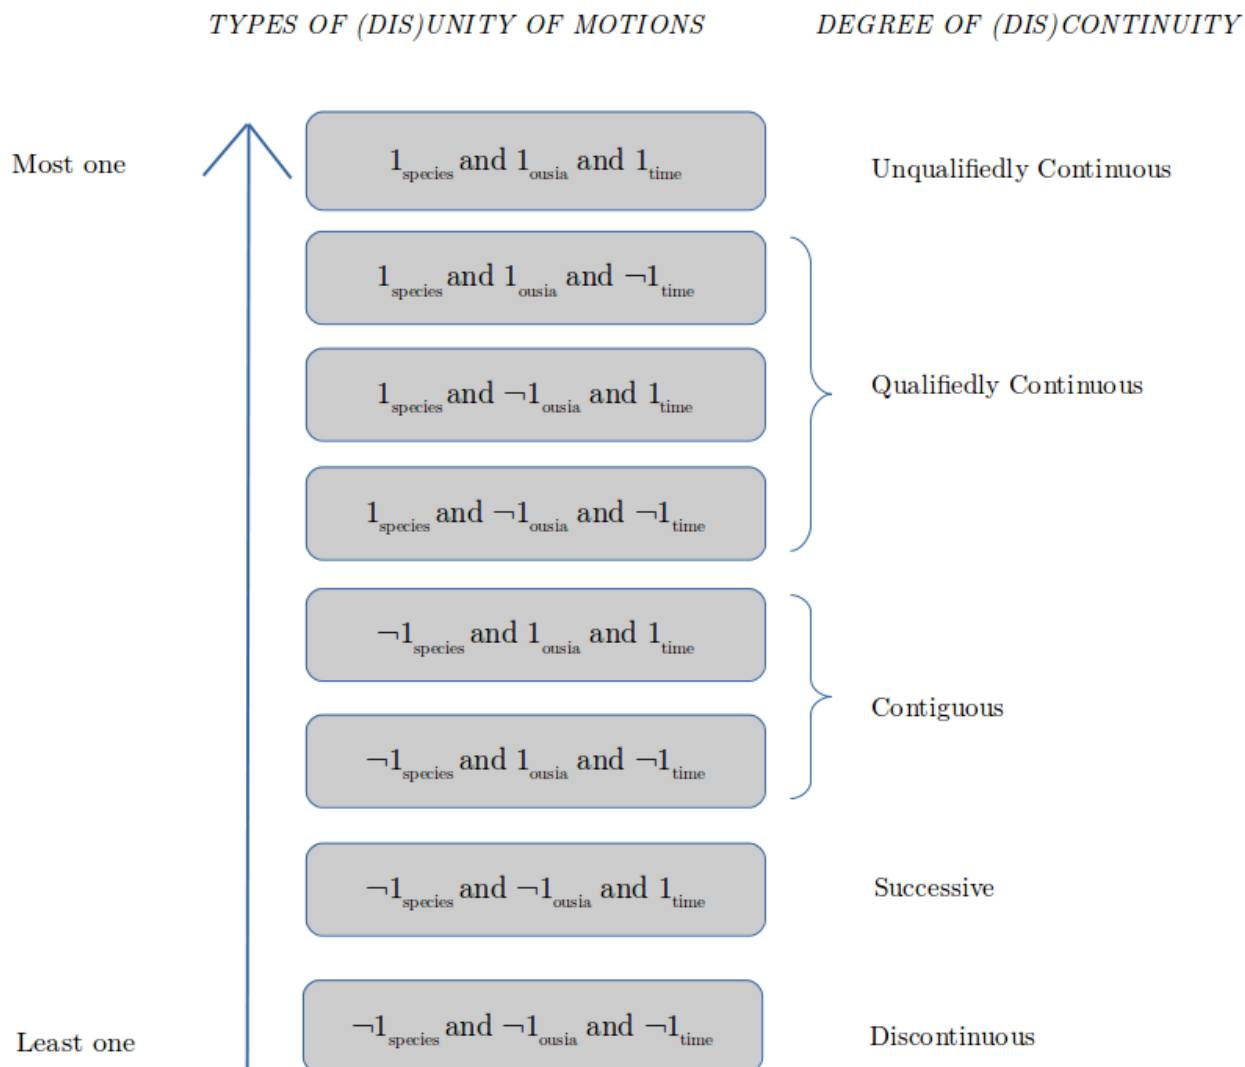 TYPES OF (DIS)UNITY OF MOTIONS DEGREE OF (DIS)CONTINUITY
Most one 1species and 1ousia and 1time Unqualifiedly Continuous
1species and 1ousia and ¬1time
1species and ¬1ousia and 1time Qualifiedly Continuous
1species and ¬1ousia and ¬1time
¬1species and 1ousia and 1time
Contiguous
¬1species and 1ousia and ¬1time
¬1species and ¬1ousia and 1time Successive
Least one ¬1species and ¬1ousia and ¬1time Discontinuous